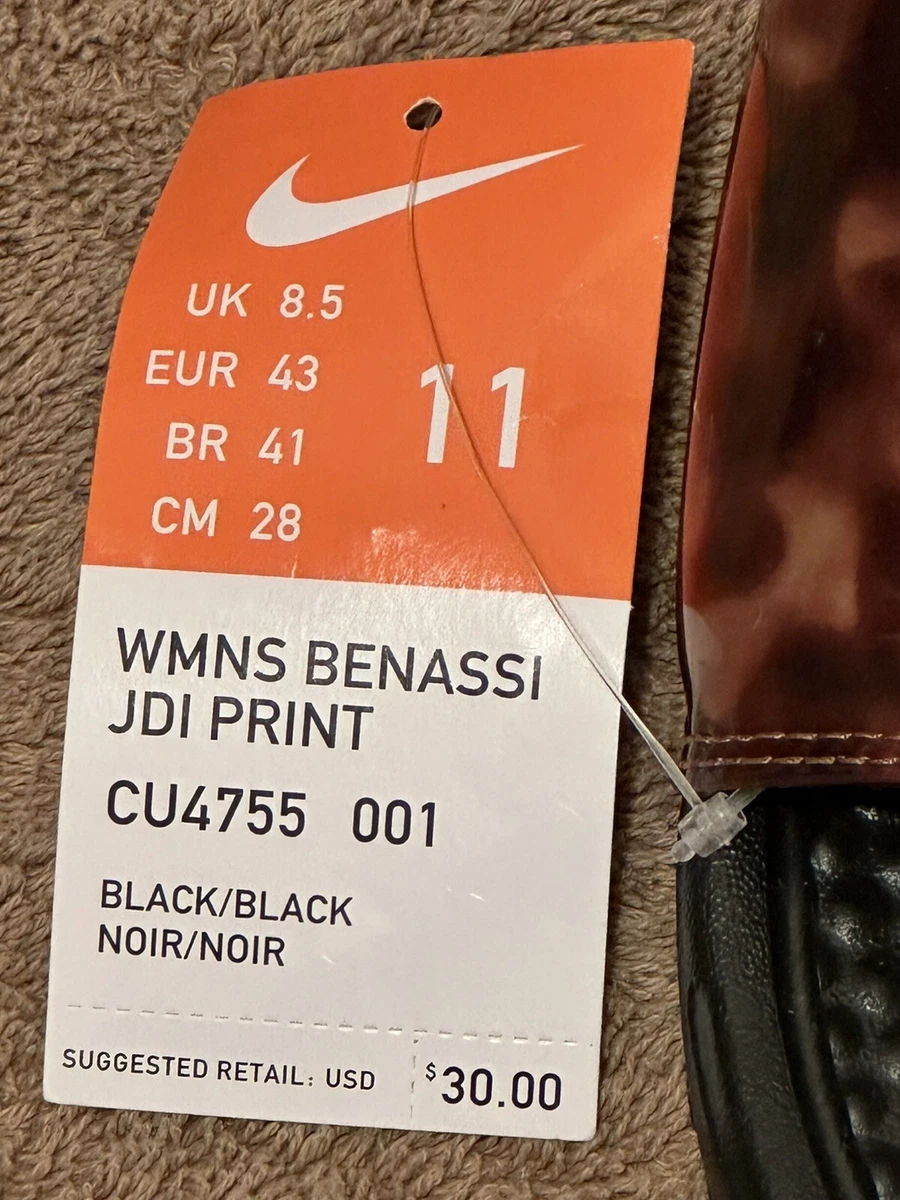 UK 8.5
EUR 43
BR 41
CM 28
11
WMNS BENASSI
JDI PRINT
CU4755 001
BLACK/BLACK
NOIR/NOIR
SUGGESTED RETAIL: USD $30.00